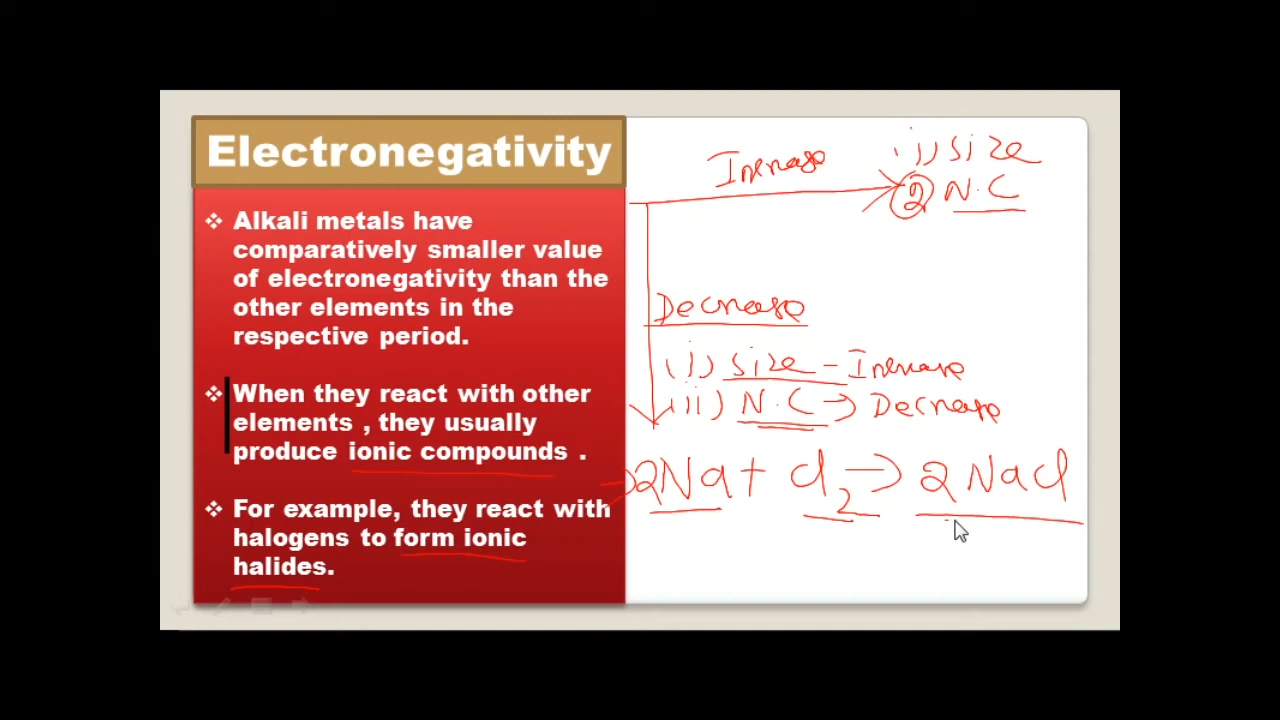 Electronegativity
❖ Alkali metals have
comparatively smaller value
of electronegativity than the
other elements in the
respective period.
❖ When they react with other
elements , they usually
produce ionic compounds .
❖ For example, they react with
halogens to form ionic
halides.
Increase
(i) size
2 N.C
Decrease
(i) size - Increase
(ii) N.C → Decrease
2Na + Cl2 → 2NaCl